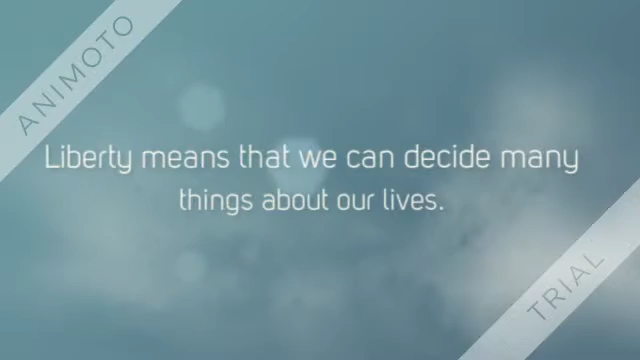 ANIMOTO
Liberty means that we can decide many
things about our lives.
TRIAL